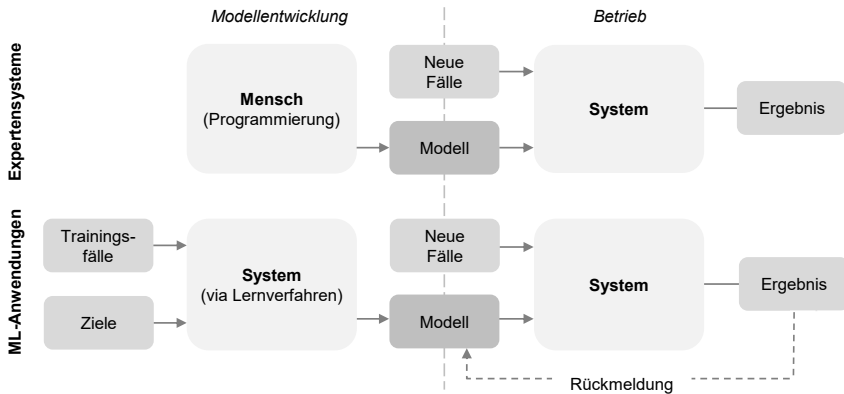 Modellentwicklung
Betrieb
Expertensysteme
Mensch
(Programmierung)
Neue
Fälle
Modell
System
Ergebnis
ML-Anwendungen
Trainings-
fälle
Ziele
System
(via Lernverfahren)
Neue
Fälle
Modell
System
Ergebnis
Rückmeldung